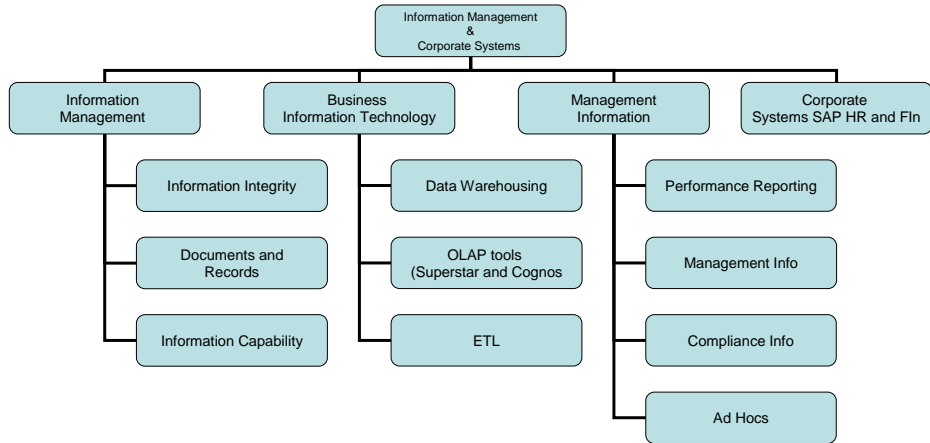 Information Management
&
Corporate Systems
Information
Management
Business
Information Technology
Management
Information
Corporate
Systems SAP HR and FIn
Information Integrity
Data Warehousing
Performance Reporting
Documents and
Records
OLAP tools
(Superstar and Cognos
Management Info
Information Capability
ETL
Compliance Info
Ad Hocs